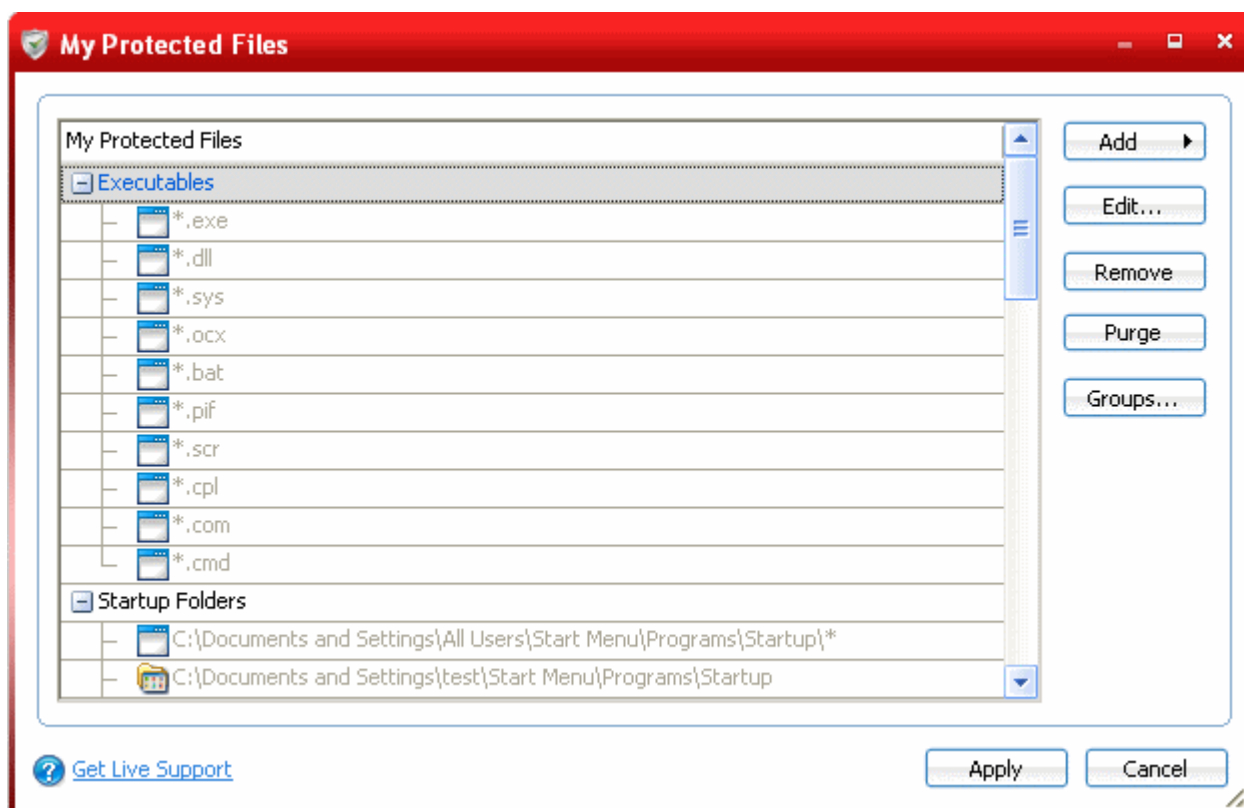 My Protected Files
My Protected Files
Add
Executables
Edit...
*.exe
*.dll
Remove
*.sys
*.ocx
Purge
*.bat
*.pif
Groups...
*.scr
*.cpl
*.com
*.cmd
Startup Folders
C:\Documents and Settings\All Users\Start Menu\Programs\Startup\*
C:\Documents and Settings\test\Start Menu\Programs\Startup
Get Live Support
Apply
Cancel